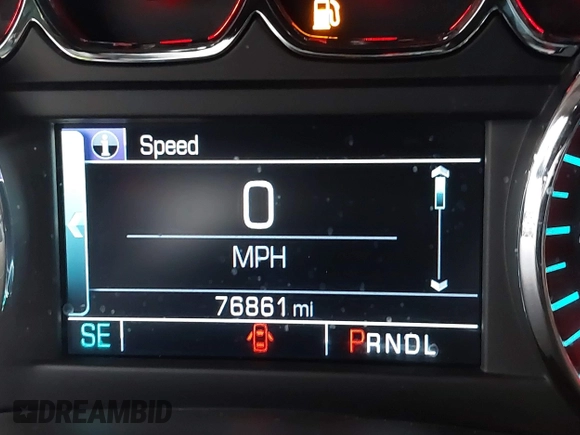 Speed
0
MPH
76861 mi
SE PRNDL
DREAMBID